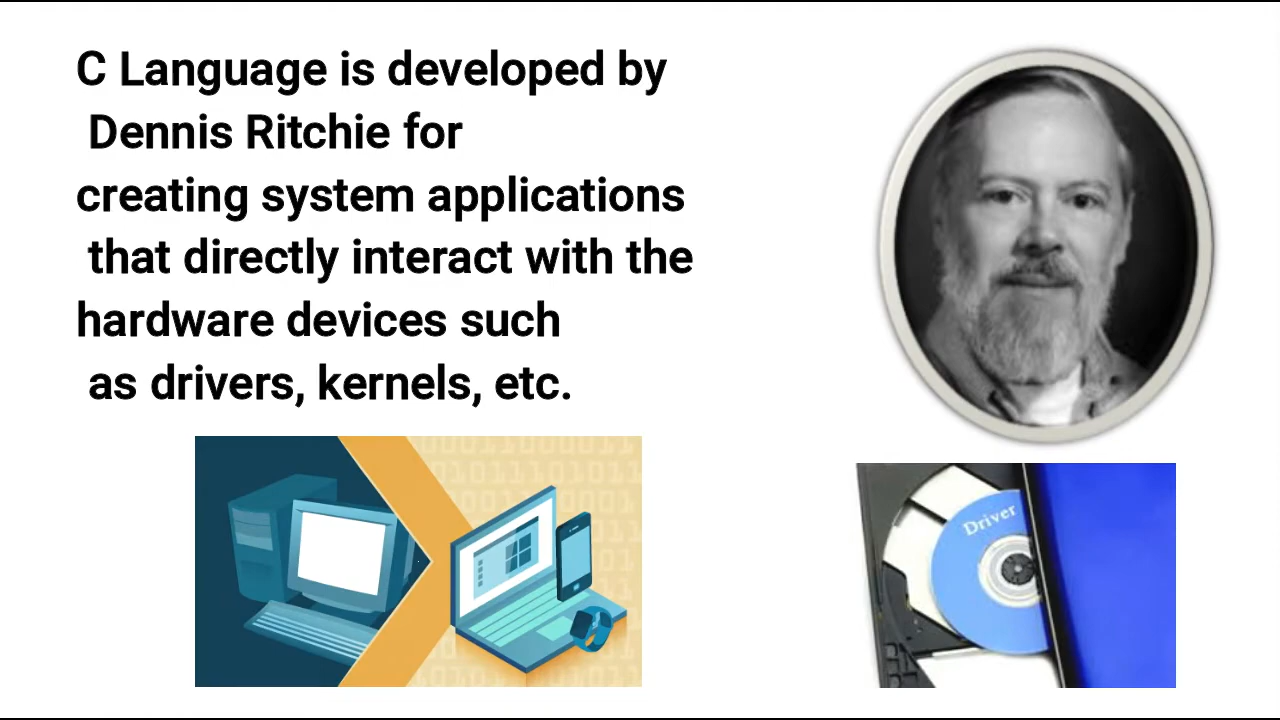 C Language is developed by
Dennis Ritchie for
creating system applications
that directly interact with the
hardware devices such
as drivers, kernels, etc.
Driver